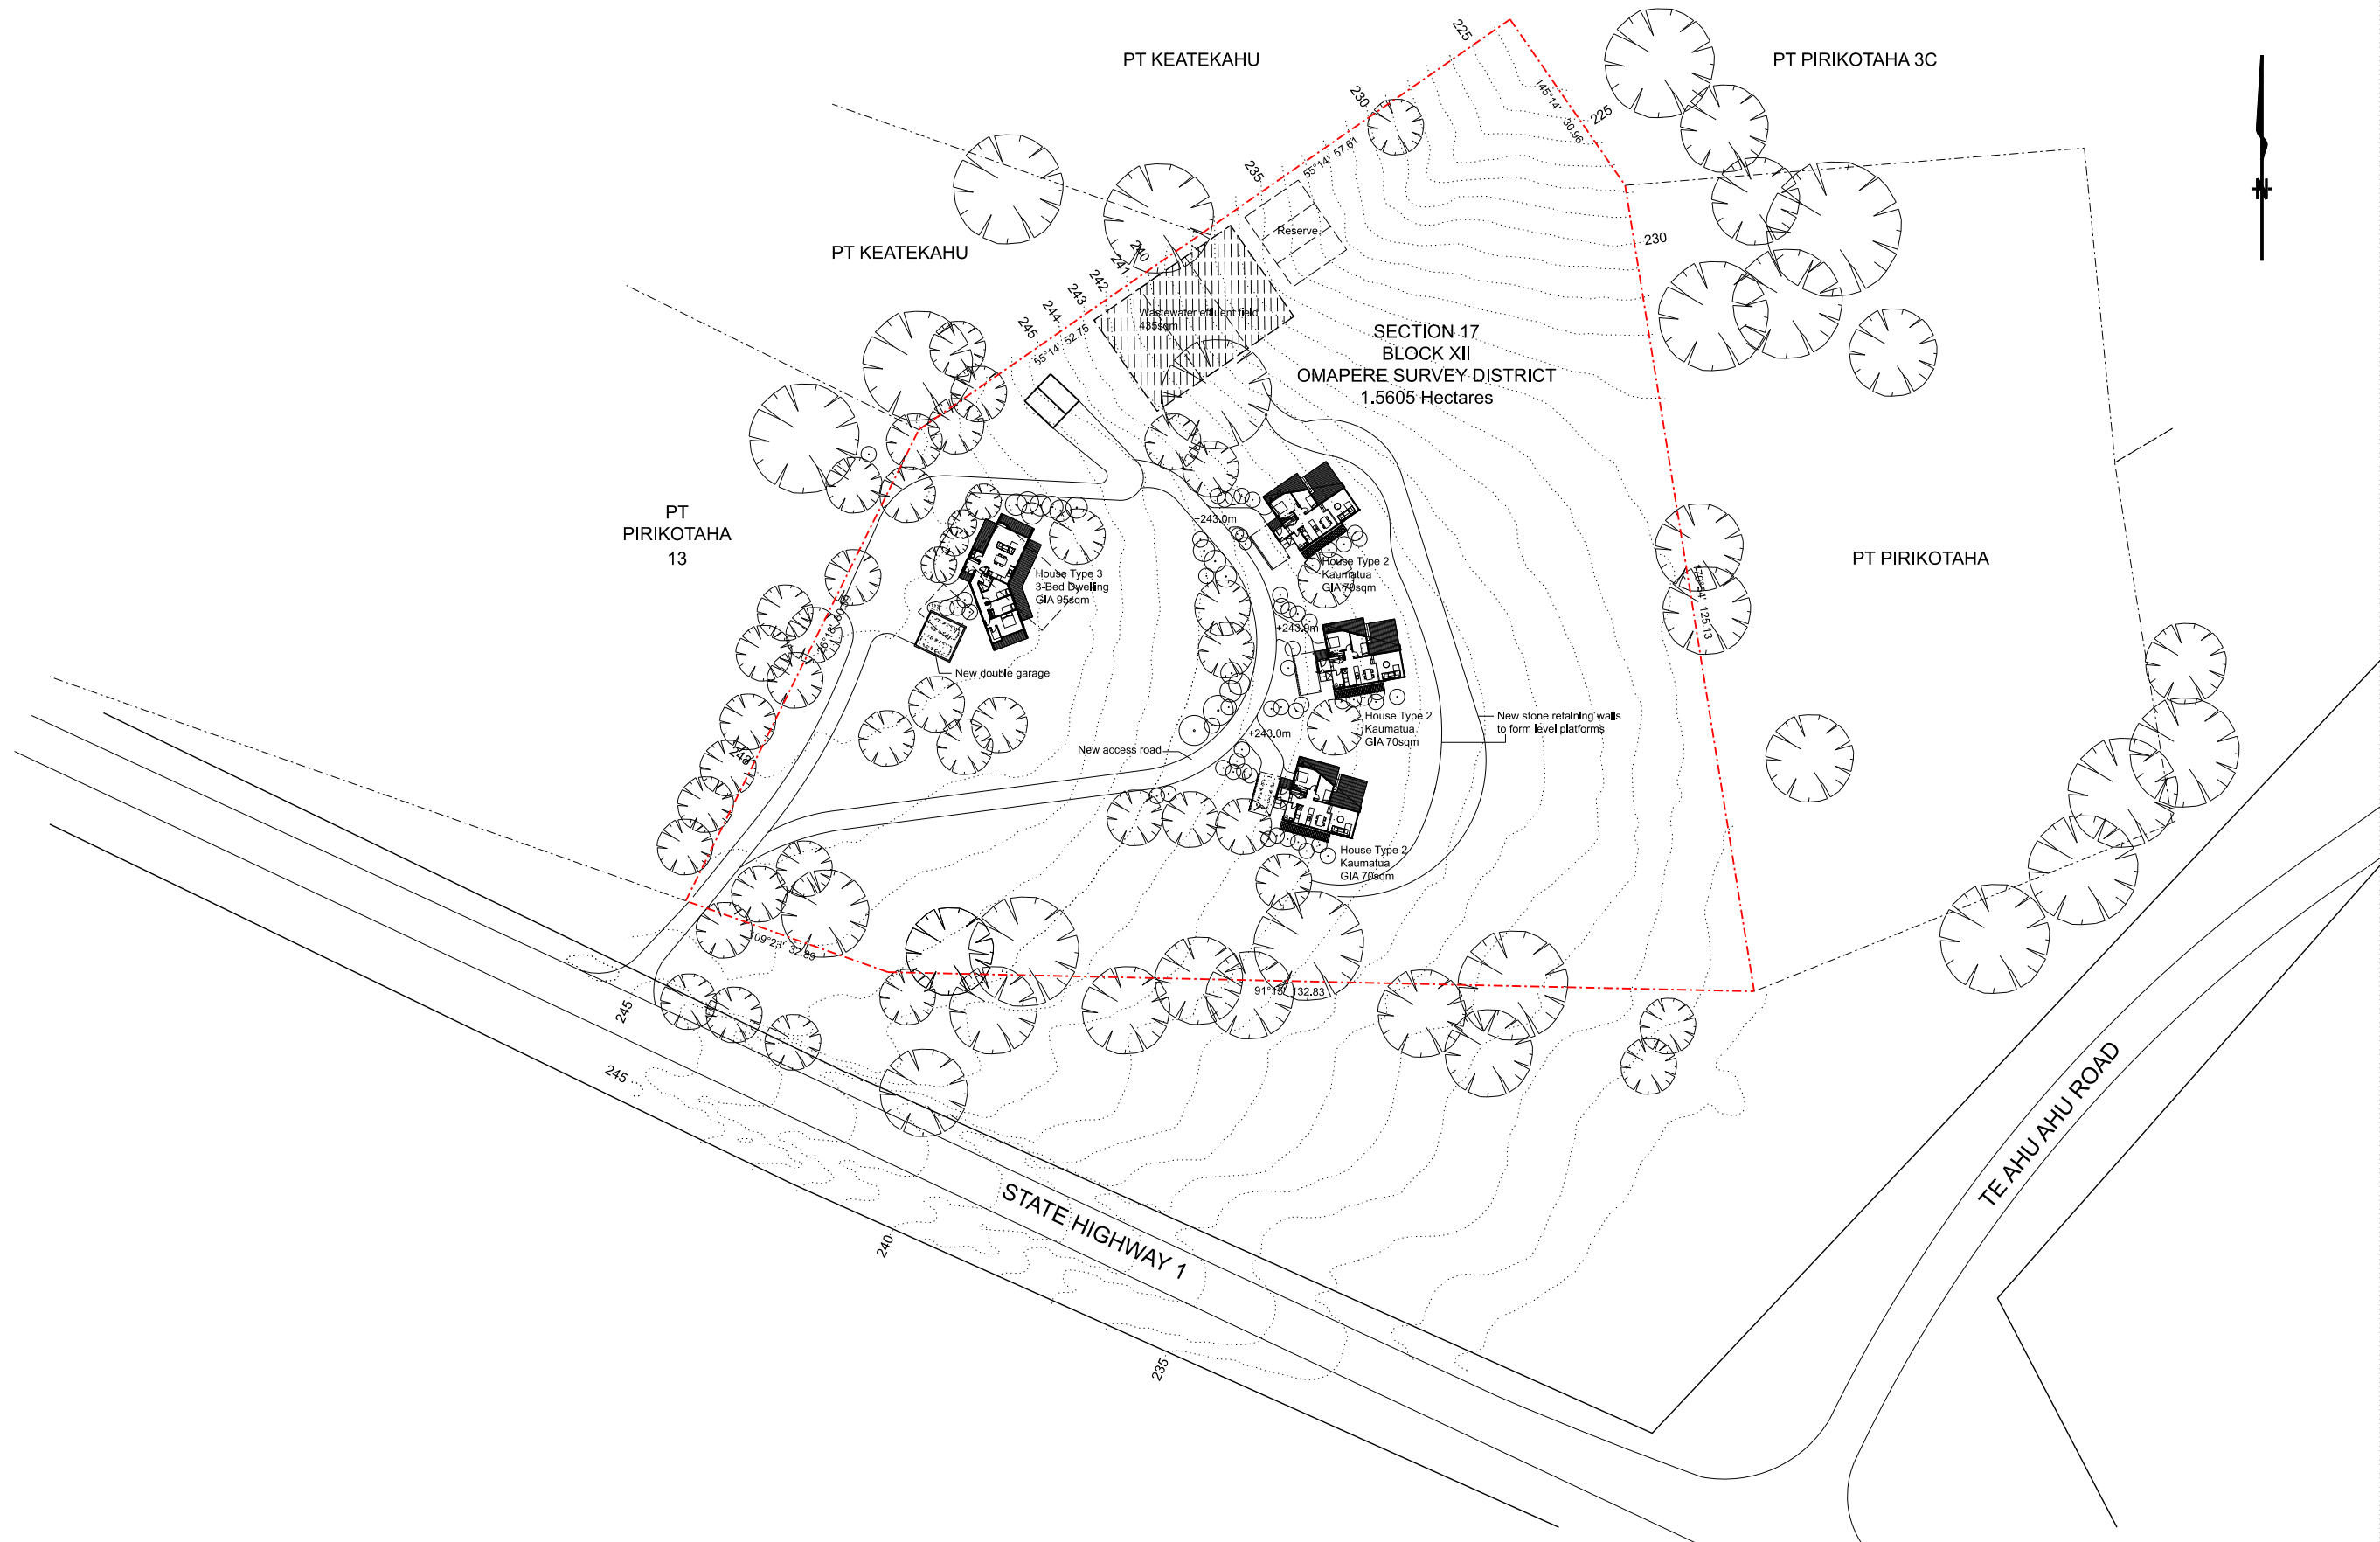 225
PT KEATEKAHU
PT PIRIKOTAHA 3C
230
145°14'
30.96
225
55°14' 57.61
235
N
Reserve
230
240
241
PT KEATEKAHU
242
243
244
245
55°14' 52.75
Wastewater effluent field
435sqm
SECTION 17
BLOCK XII
OMAPERE SURVEY DISTRICT
1.5605 Hectares
PT
PIRIKOTAHA
13
+243.0m
PT PIRIKOTAHA
House Type 2
Kaumatua
GIA 70sqm
House Type 3
3-Bed Dwelling
GIA 95sqm
170°54' 125.13
+243.0m
New double garage
House Type 2
Kaumatua
GIA 70sqm
New stone retaining walls
to form level platforms
+243.0m
New access road
248
House Type 2
Kaumatua
GIA 70sqm
109°23' 32.89
91°15' 132.83
245
245
TE AHU AHU ROAD
STATE HIGHWAY 1
240
235